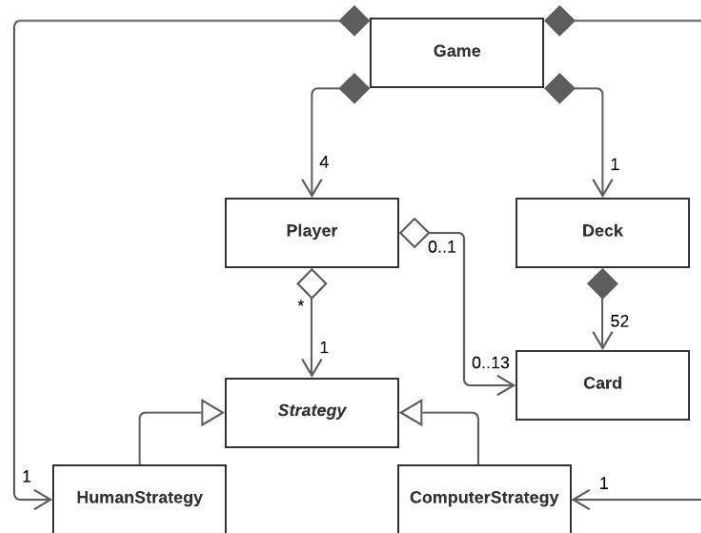 Game
4
1
Player
0..1
Deck
*
1
52
0..13
Card
Strategy
1
HumanStrategy
ComputerStrategy
1